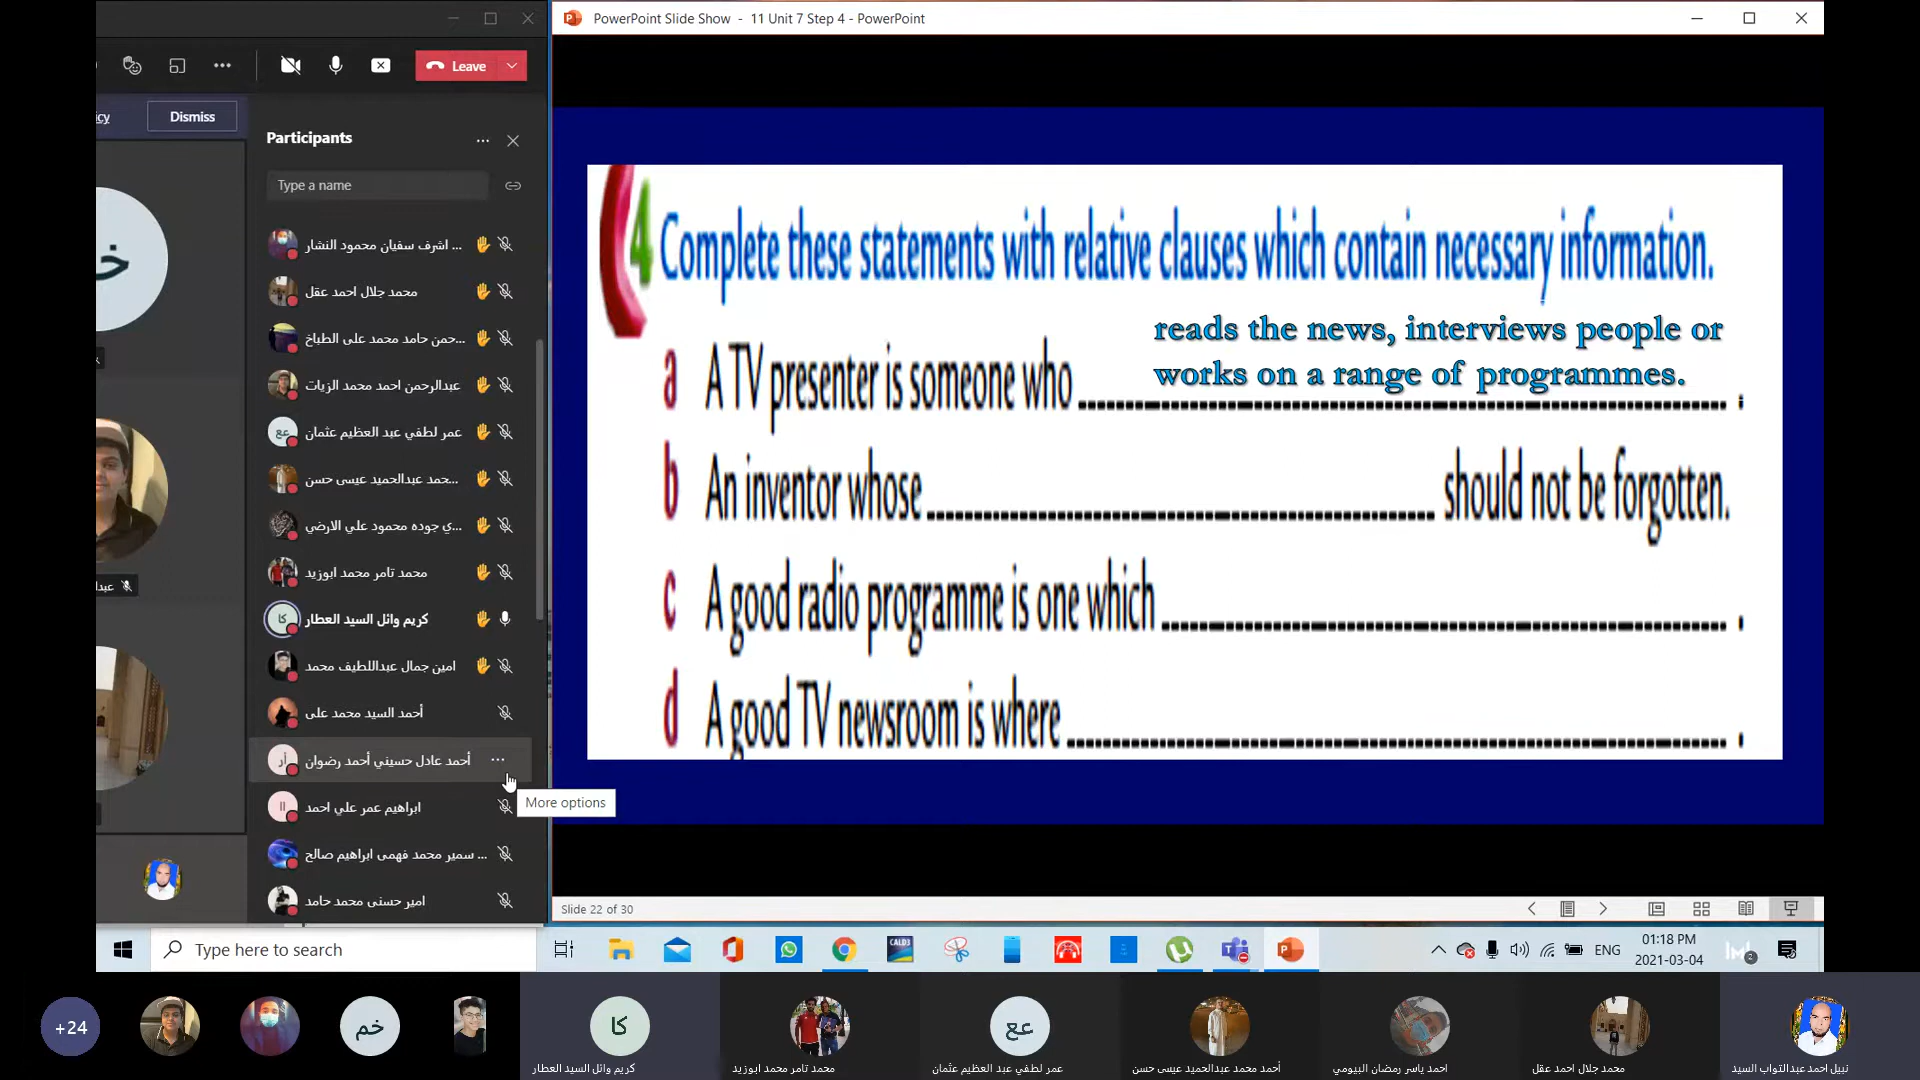 PowerPoint Slide Show - 11 Unit 7 Step 4 - PowerPoint
Leave
Dismiss
Participants
Type a name
... اشرف سفيان محمود النشار
محمد جلال احمد عقل
...حمن حامد محمد على الطباخ
عبدالرحمن احمد محمد الزيات
عع
عمر لطفي عبد العظيم عثمان
...حمد عبدالحميد عيسى حسن
...ي جوده محمود علي الارضي
محمد تامر محمد ابوزيد
كا
كريم وائل السيد العطار
امين جمال عبداللطيف محمد
أحمد السيد محمد على
أر
أحمد عادل حسيني أحمد رضوان
More options
اا
ابراهيم عمر علي احمد
... سمير محمد فهمى ابراهيم صالح
امير حسنى محمد حامد
4 Complete these statements with relative clauses which contain necessary information.
reads the news, interviews people or
works on a range of programmes.
a A TV presenter is someone who .
b An inventor whose should not be forgotten.
c A good radio programme is one which .
d A good TV newsroom is where .
Slide 22 of 30
Type here to search
CALD3
ENG
01:18 PM
2021-03-04
2
+24
خم
كا
كريم وائل السيد العطار
محمد تامر محمد ابوزيد
عع
عمر لطفي عبد العظيم عثمان
أحمد محمد عبدالحميد عيسى حسن
احمد ياسر رمضان البيومي
محمد جلال احمد عقل
نبيل احمد عبدالتواب السيد